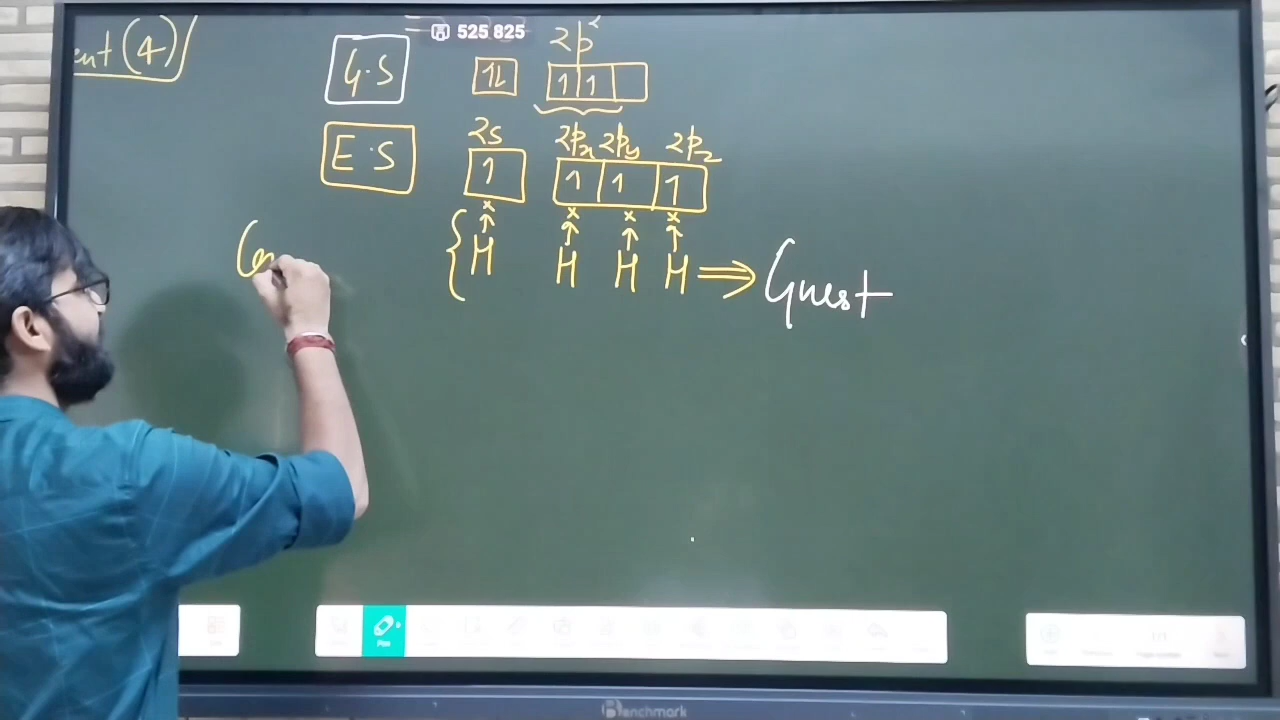 ent (4)
525 825
2p²
G.S 1L 1 1
2s 2px 2py 2pz
E.S 1 1 1 1
H H H H ⇒ Guest
Benchmark